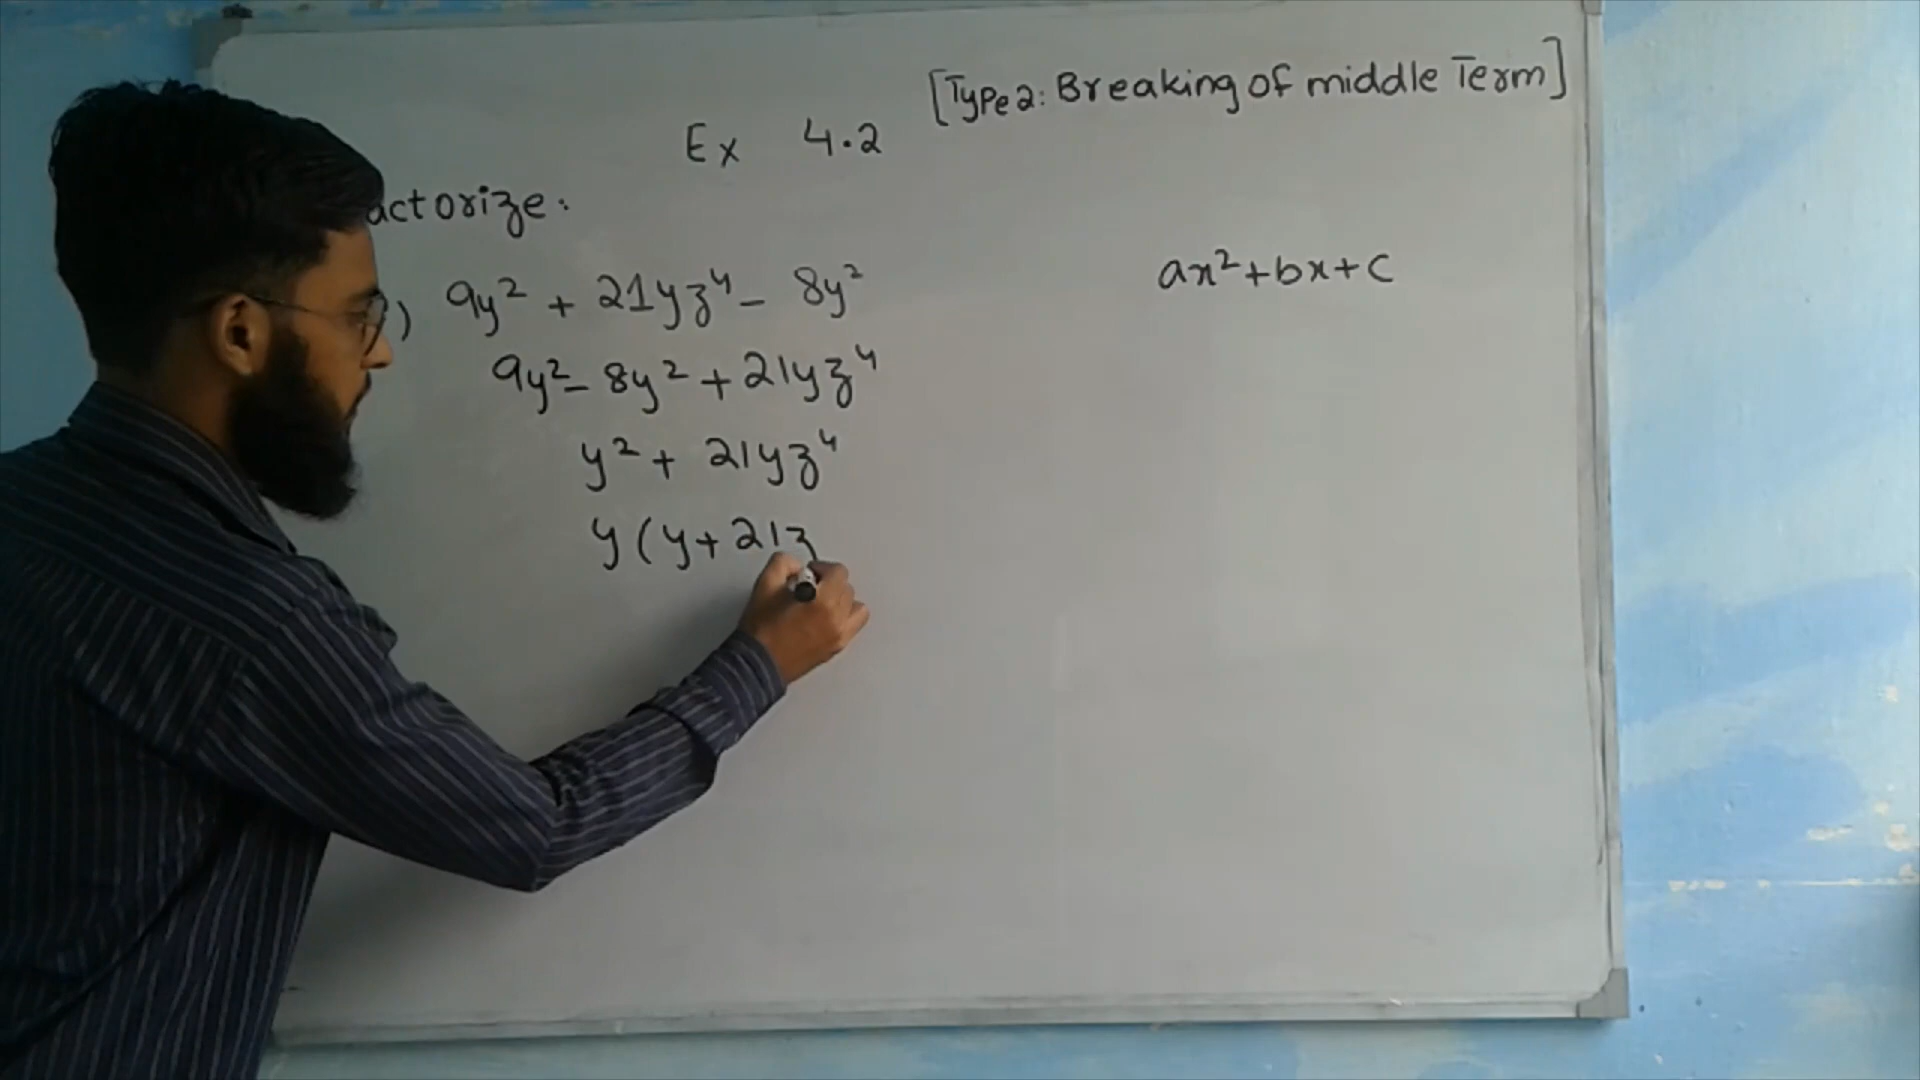 [Type 2: Breaking of middle Term]
Ex 4.2
actorize:
) 9y² + 21yz⁴ - 8y²
ax² + bx + c
9y² - 8y² + 21yz⁴
y² + 21yz⁴
y (y + 21z